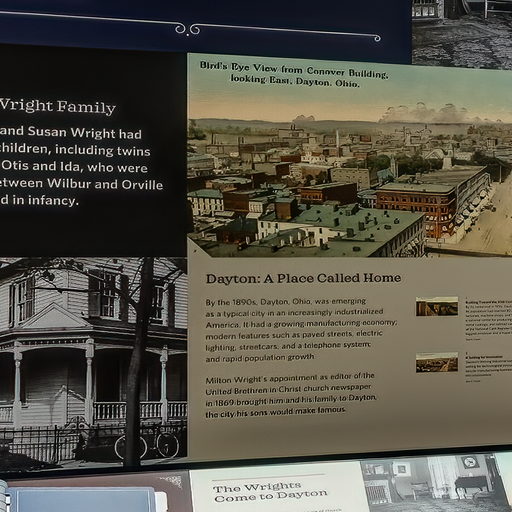 Wright Family
and Susan Wright had
children, including twins
Otis and Ida, who were
between Wilbur and Orville
d in infancy.
Bird's Eye View from Conover Building,
looking East, Dayton, Ohio.
Dayton: A Place Called Home
By the 1890s, Dayton, Ohio, was emerging
as a typical city in an increasingly industrialized
America. It had a growing manufacturing economy;
modern features such as paved streets, electric
lighting, streetcars, and a telephone system;
and rapid population growth.
Milton Wright's appointment as editor of the
United Brethren in Christ church newspaper
in 1869 brought him and his family to Dayton,
the city his sons would make famous.
The Wrights
Come to Dayton